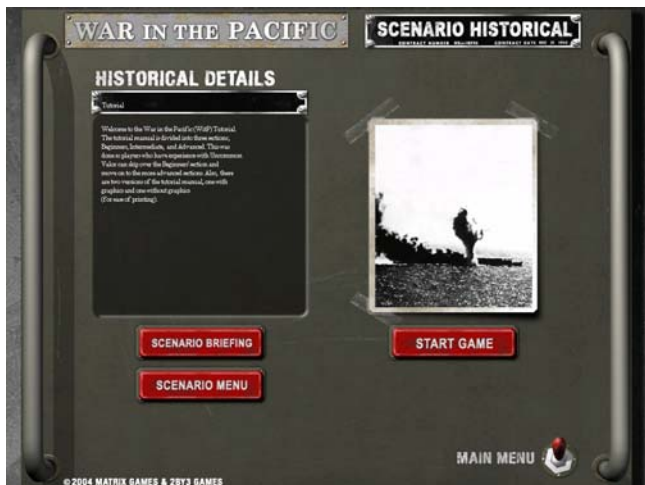 WAR IN THE PACIFIC
SCENARIO HISTORICAL
HISTORICAL DETAILS
Tutorial
Welcome to the War in the Pacific (WitP) Tutorial.
The tutorial manual is divided into three sections,
Beginner, Intermediate, and Advanced. This was
done so players who have experience with Uncommon
Valor can skip over the Beginners' section and
move on to the more advanced sections. Also, there
are two versions of the tutorial manual, one with
graphics and one without graphics
(for ease of printing).
SCENARIO BRIEFING
START GAME
SCENARIO MENU
MAIN MENU
© 2004 MATRIX GAMES & 2BY3 GAMES